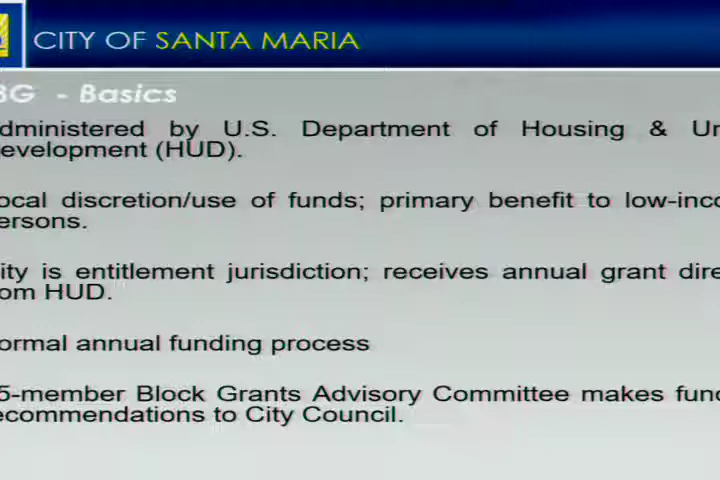 CITY OF SANTA MARIA
BG - Basics
dministered by U.S. Department of Housing & Ur
evelopment (HUD).
ocal discretion/use of funds; primary benefit to low-inco
ersons.
ity is entitlement jurisdiction; receives annual grant dire
om HUD.
ormal annual funding process
5-member Block Grants Advisory Committee makes fund
ecommendations to City Council.